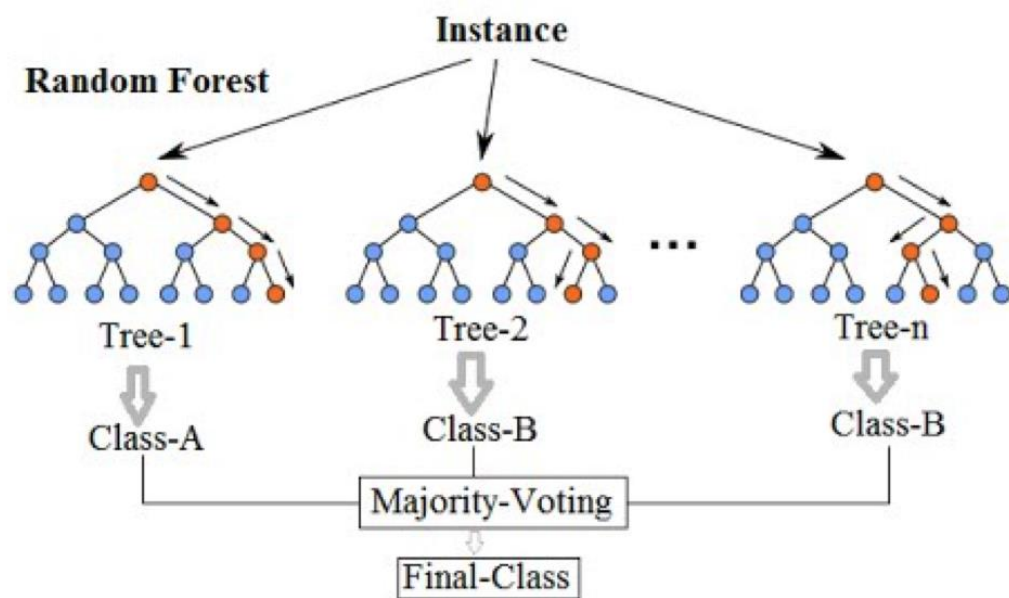 Instance
Random Forest
...
Tree-1
Tree-2
Tree-n
Class-A
Class-B
Class-B
Majority-Voting
Final-Class